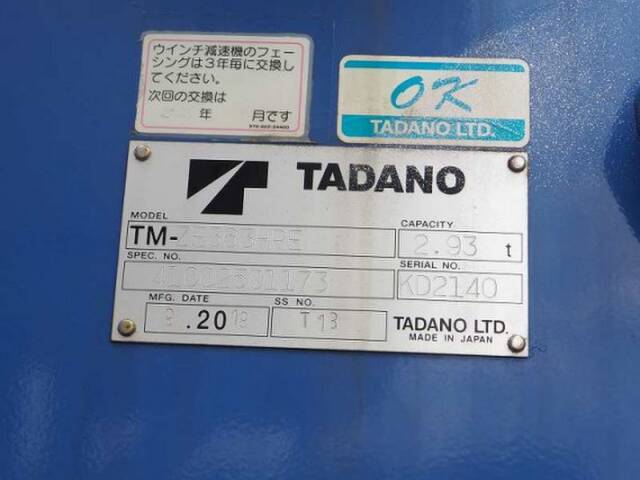 ウインチ減速機のフェー
シングは3年毎に交換し
てください。
次回の交換は
年 月です
OK
TADANO LTD.
TADANO
MODEL
TM-
CAPACITY
2.93 t
SPEC. NO.
SERIAL NO.
KD2140
MFG. DATE
9.2018
SS NO.
T13
TADANO LTD.
MADE IN JAPAN